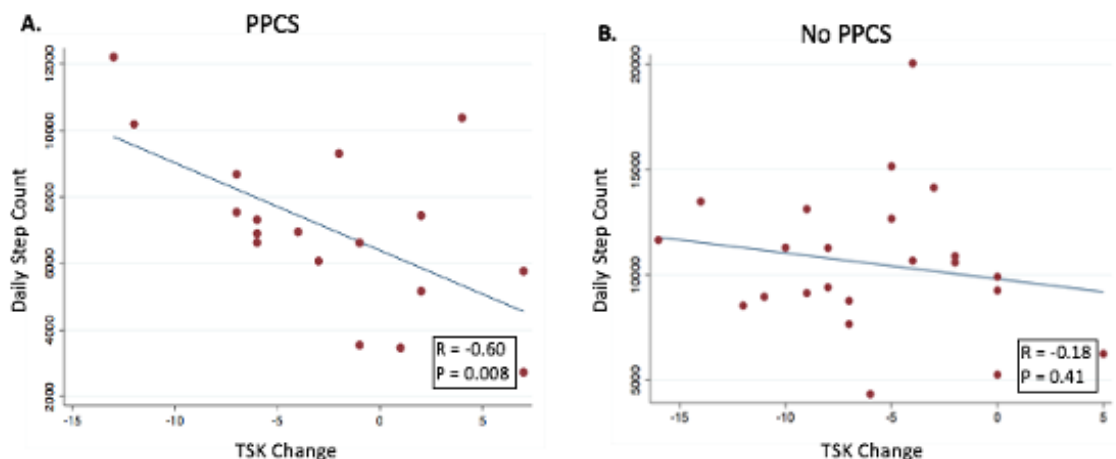 A.
PPCS
Daily Step Count
12000
10000
8000
6000
4000
2000
R = -0.60
P = 0.008
-15
-10
-5
0
5
TSK Change
B.
No PPCS
Daily Step Count
20000
15000
10000
5000
R = -0.18
P = 0.41
-15
-10
-5
0
5
TSK Change